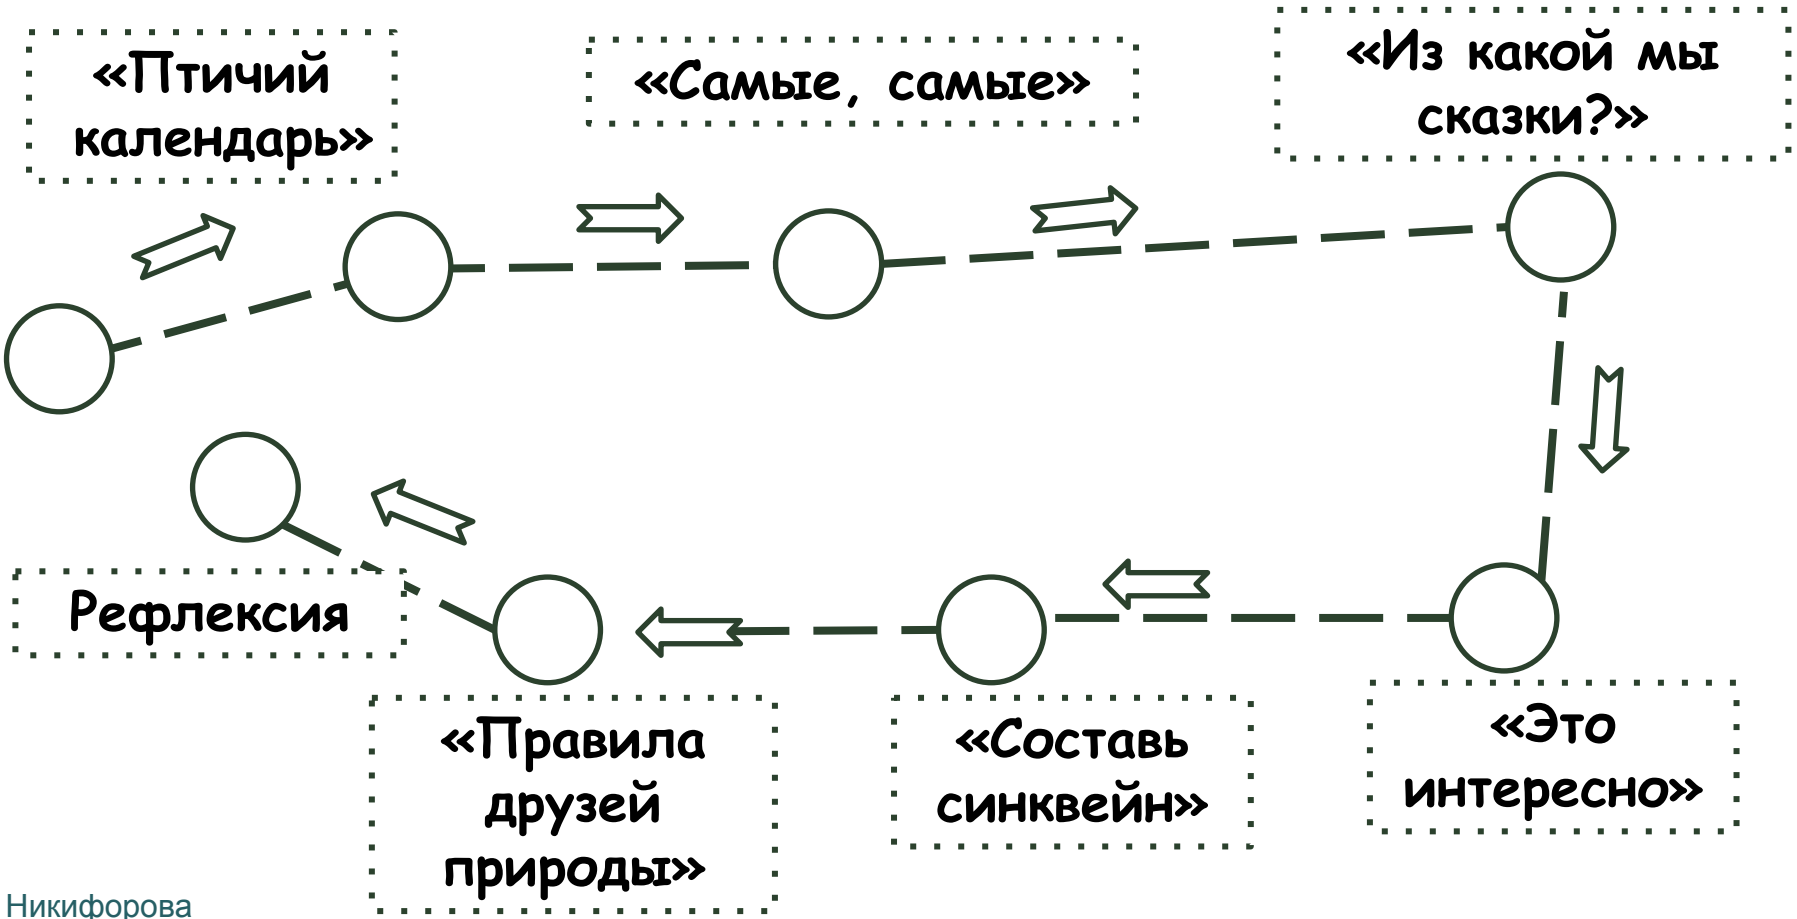 «Птичий
календарь»
«Самые, самые»
«Из какой мы
сказки?»
«Это
интересно»
«Составь
синквейн»
«Правила
друзей
природы»
Рефлексия
Никифорова